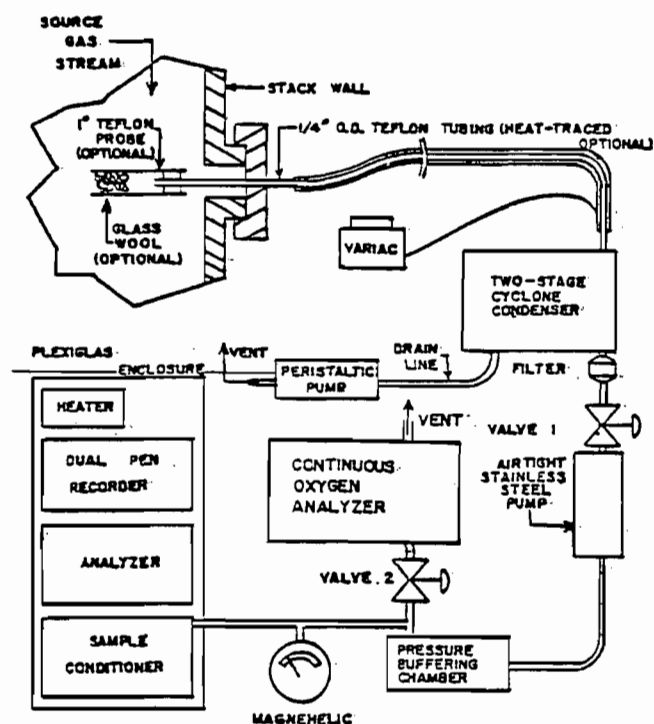 SOURCE
GAS
STREAM
STACK WALL
1" TEFLON
PROBE
(OPTIONAL)
1/4" O.D. TEFLON TUBING (HEAT-TRACED
OPTIONAL)
GLASS
WOOL
(OPTIONAL)
VARIAC
TWO-STAGE
CYCLONE
CONDENSER
PLEXIGLAS
ENCLOSURE
VENT
PERISTALTIC
PUMP
DRAIN
LINE
FILTER
HEATER
VENT
VALVE 1
DUAL PEN
RECORDER
CONTINUOUS
OXYGEN
ANALYZER
AIRTIGHT
STAINLESS
STEEL
PUMP
ANALYZER
VALVE 2
SAMPLE
CONDITIONER
PRESSURE
BUFFERING
CHAMBER
MAGNEHELIC